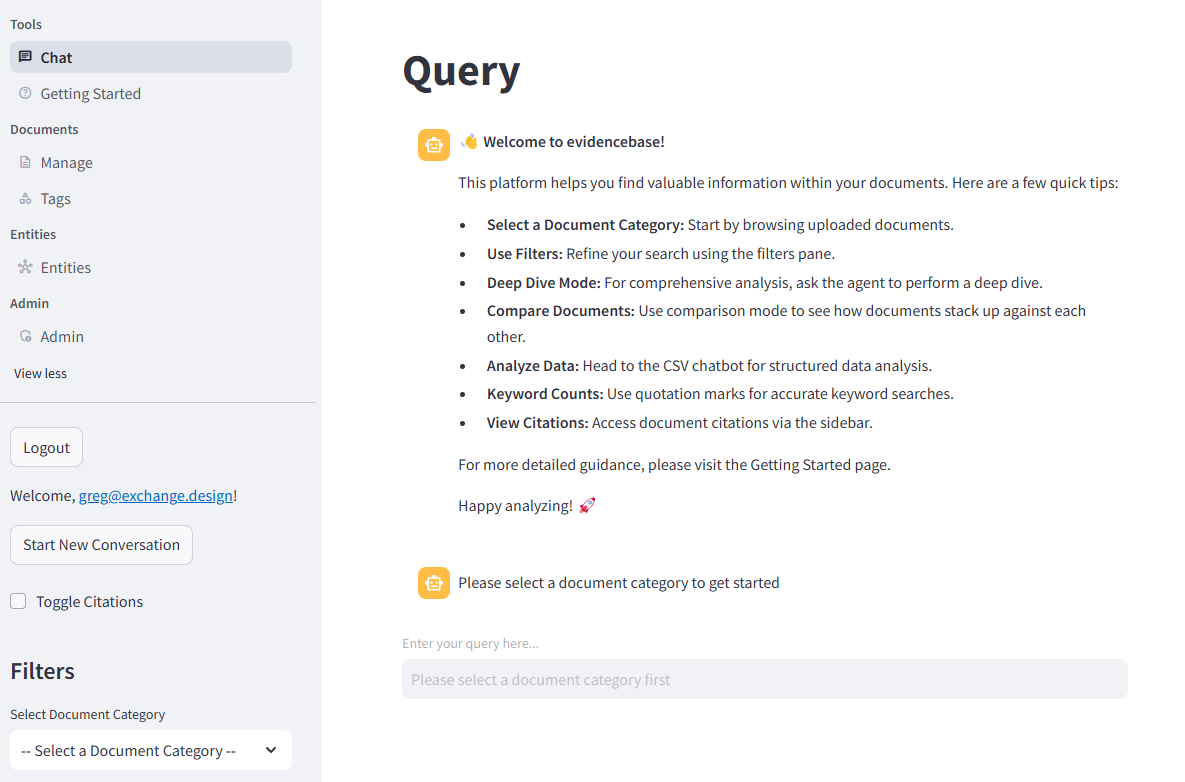 Tools
Chat
Getting Started
Documents
Manage
Tags
Entities
Entities
Admin
Admin
View less
Logout
Welcome, greg@exchange.design!
Start New Conversation
Toggle Citations
Filters
Select Document Category
-- Select a Document Category --
Query
👋 Welcome to evidencebase!
This platform helps you find valuable information within your documents. Here are a few quick tips:
• Select a Document Category: Start by browsing uploaded documents.
• Use Filters: Refine your search using the filters pane.
• Deep Dive Mode: For comprehensive analysis, ask the agent to perform a deep dive.
• Compare Documents: Use comparison mode to see how documents stack up against each
other.
• Analyze Data: Head to the CSV chatbot for structured data analysis.
• Keyword Counts: Use quotation marks for accurate keyword searches.
• View Citations: Access document citations via the sidebar.
For more detailed guidance, please visit the Getting Started page.
Happy analyzing! 🚀
Please select a document category to get started
Enter your query here...
Please select a document category first